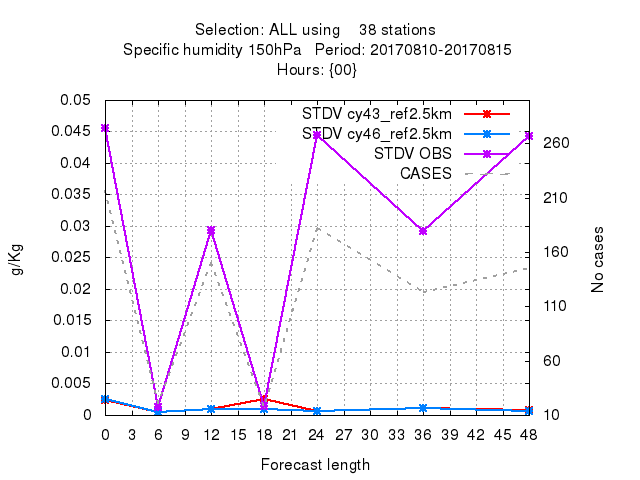 Selection: ALL using 38 stations
Specific humidity 150hPa Period: 20170810-20170815
Hours: {00}
STDV cy43_ref2.5km
STDV cy46_ref2.5km
STDV OBS
CASES
0.05
0.045
0.04
0.035
0.03
0.025
0.02
0.015
0.01
0.005
0
260
210
160
110
60
10
g/Kg
No cases
0 3 6 9 12 15 18 21 24 27 30 33 36 39 42 45 48
Forecast length